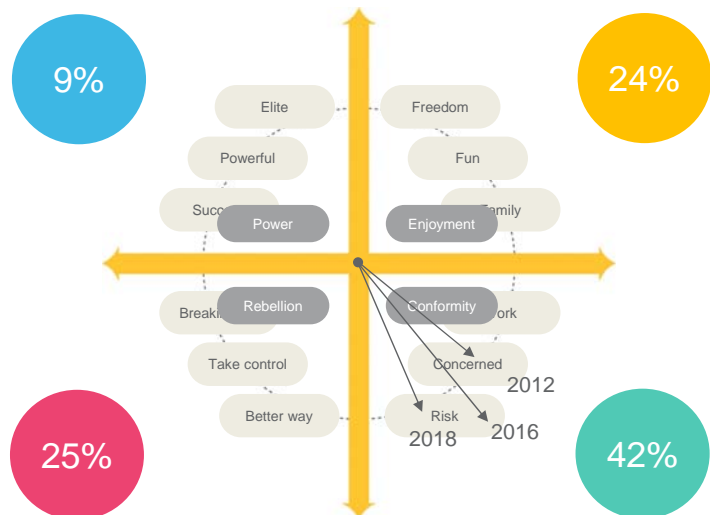 9%
24%
Elite
Freedom
Powerful
Fun
Power
Enjoyment
Rebellion
Conformity
Take control
Concerned
2012
Better way
Risk
2018
2016
25%
42%